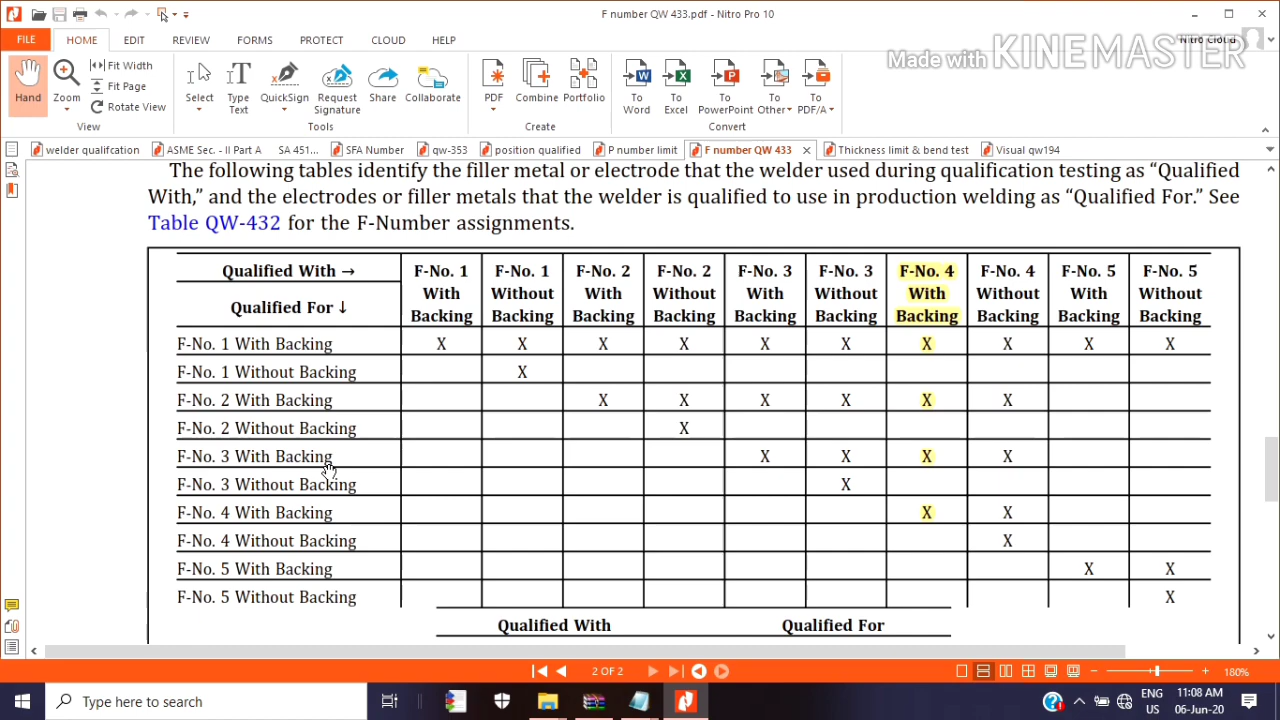 F number QW 433.pdf - Nitro Pro 10
FILE HOME EDIT REVIEW FORMS PROTECT CLOUD HELP
Nitro Cloud
Made with KINEMASTER
Hand Zoom Fit Width Fit Page Rotate View
Select Type Text QuickSign Request Signature Share Collaborate
PDF Combine Portfolio
To Word To Excel To PowerPoint To Other To PDF/A
View Tools Create Convert
welder qualifcation ASME Sec. - II Part A SA 451... SFA Number qw-353 position qualified P number limit F number QW 433 Thickness limit & bend test Visual qw194
The following tables identify the filler metal or electrode that the welder used during qualification testing as “Qualified
With,” and the electrodes or filler metals that the welder is qualified to use in production welding as “Qualified For.” See
Table QW-432 for the F-Number assignments.
Qualified With → F-No. 1 With Backing F-No. 1 Without Backing F-No. 2 With Backing F-No. 2 Without Backing F-No. 3 With Backing F-No. 3 Without Backing F-No. 4 With Backing F-No. 4 Without Backing F-No. 5 With Backing F-No. 5 Without Backing
Qualified For ↓
F-No. 1 With Backing X X X X X X X X X X
F-No. 1 Without Backing X
F-No. 2 With Backing X X X X X X
F-No. 2 Without Backing X
F-No. 3 With Backing X X X X
F-No. 3 Without Backing X
F-No. 4 With Backing X X
F-No. 4 Without Backing X
F-No. 5 With Backing X X
F-No. 5 Without Backing X
Qualified With Qualified For
2 OF 2
180%
Type here to search
ENG US
11:08 AM
06-Jun-20